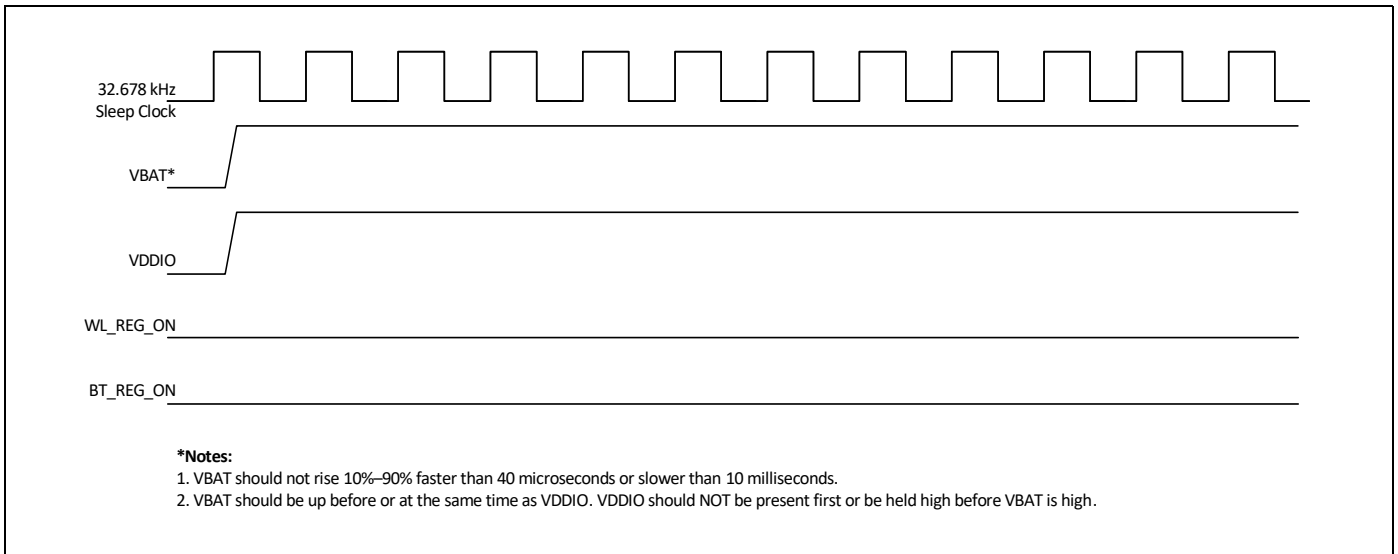 32.678 kHz
Sleep Clock
VBAT*
VDDIO
WL_REG_ON
BT_REG_ON
*Notes:
1. VBAT should not rise 10%–90% faster than 40 microseconds or slower than 10 milliseconds.
2. VBAT should be up before or at the same time as VDDIO. VDDIO should NOT be present first or be held high before VBAT is high.